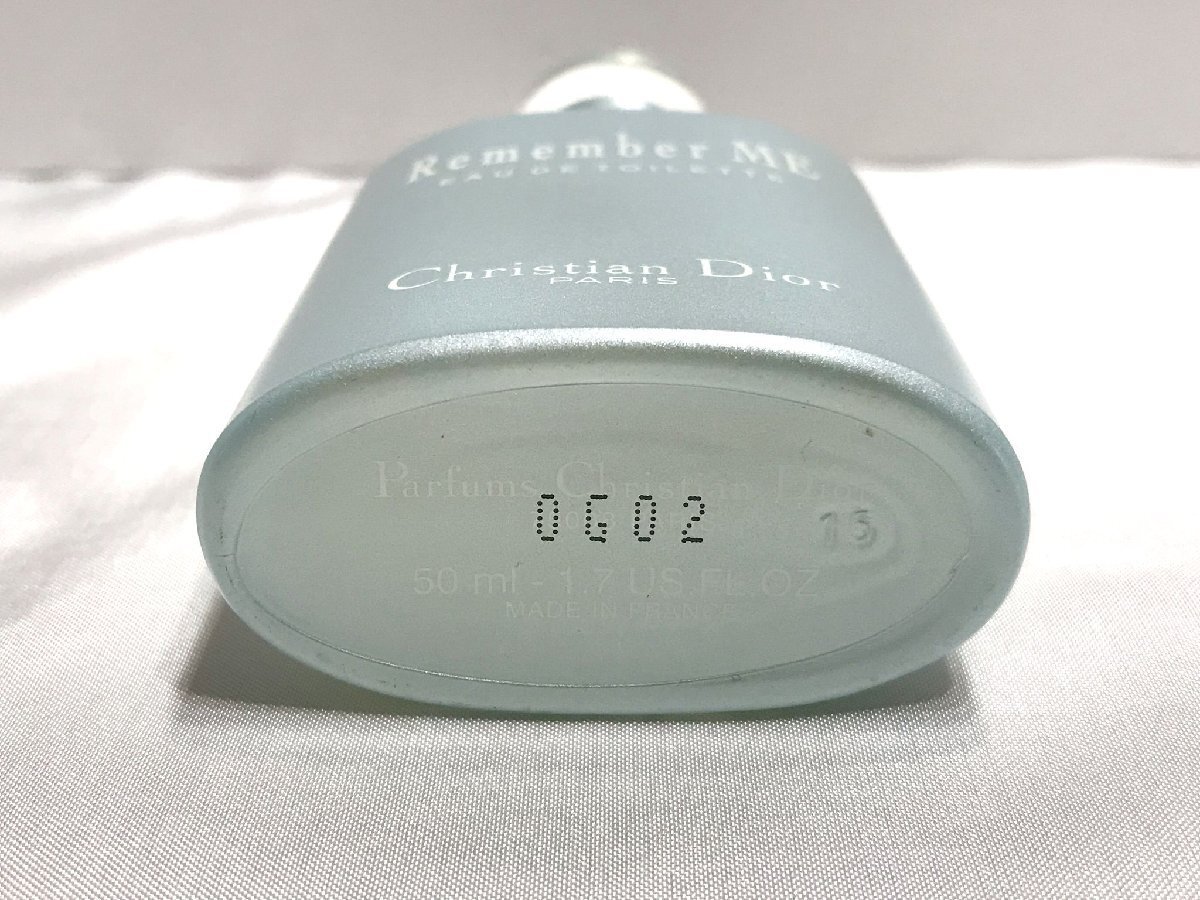 Remember ME
EAU DE TOILETTE
Christian Dior
PARIS
Parfums Christian Dior
0G02
15
50 ml - 1.7 US FL.OZ
MADE IN FRANCE